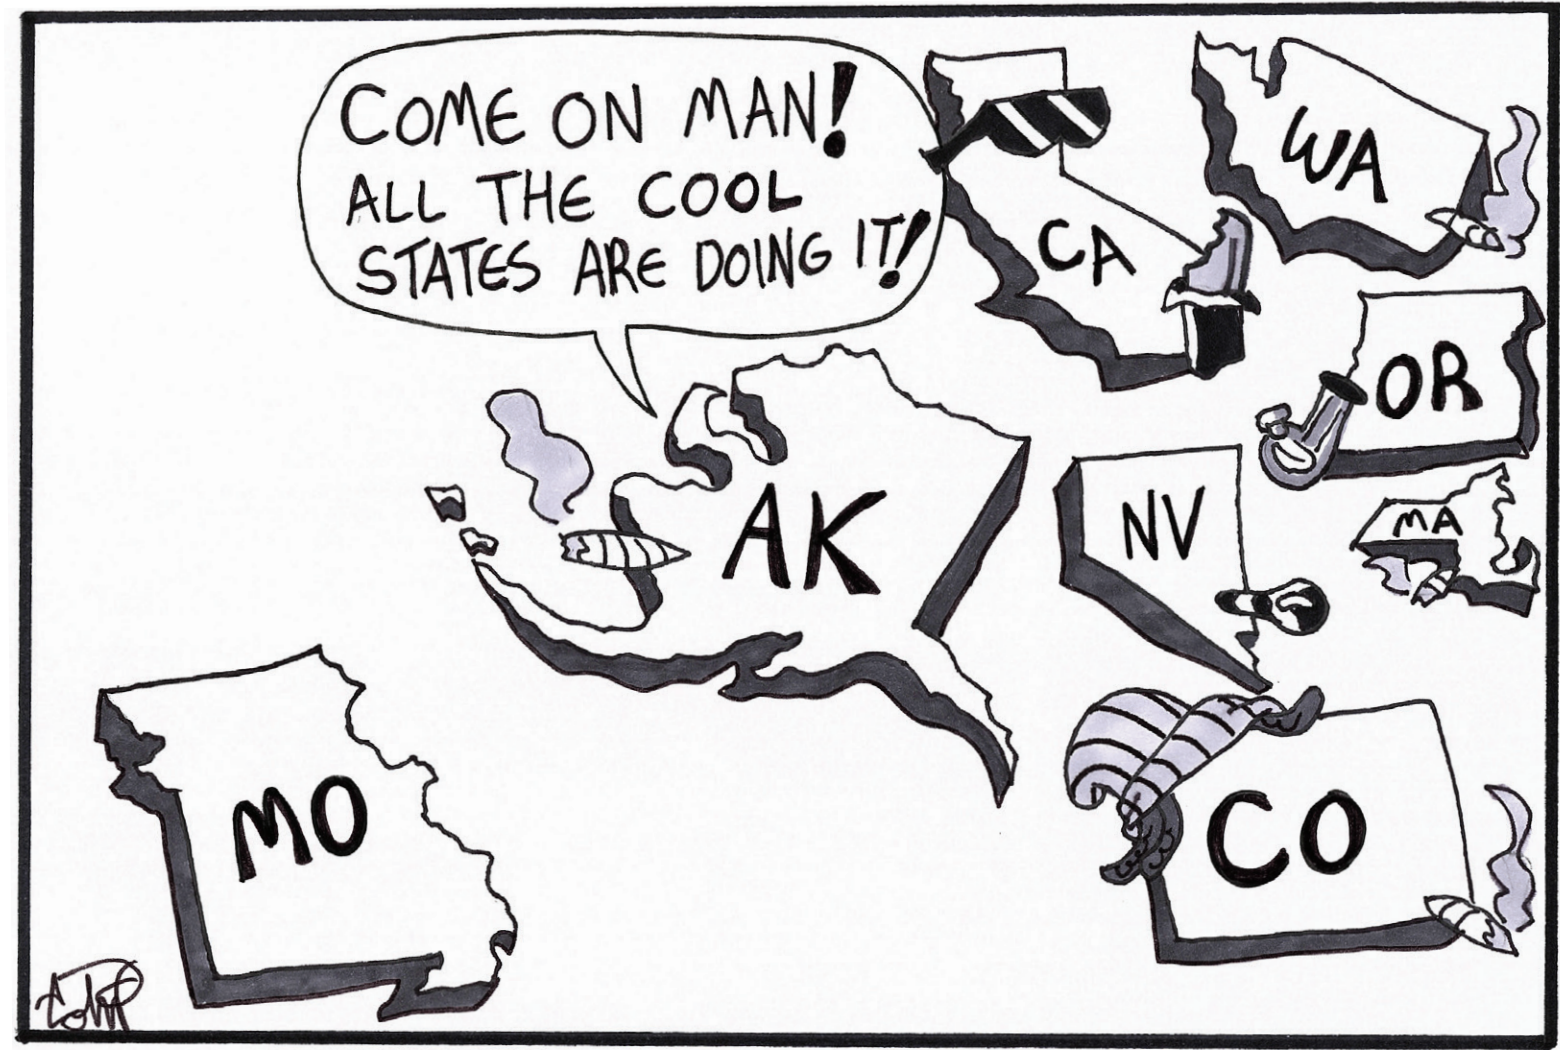 COME ON MAN!
ALL THE COOL
STATES ARE DOING IT!
CA
WA
OR
AK
NV
MA
MO
CO